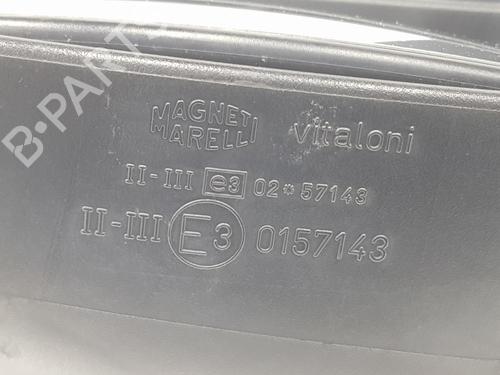 MAGNETI MARELLI vitaloni
II-III e3 02*57143
II-III E3 0157143
B-PARTS